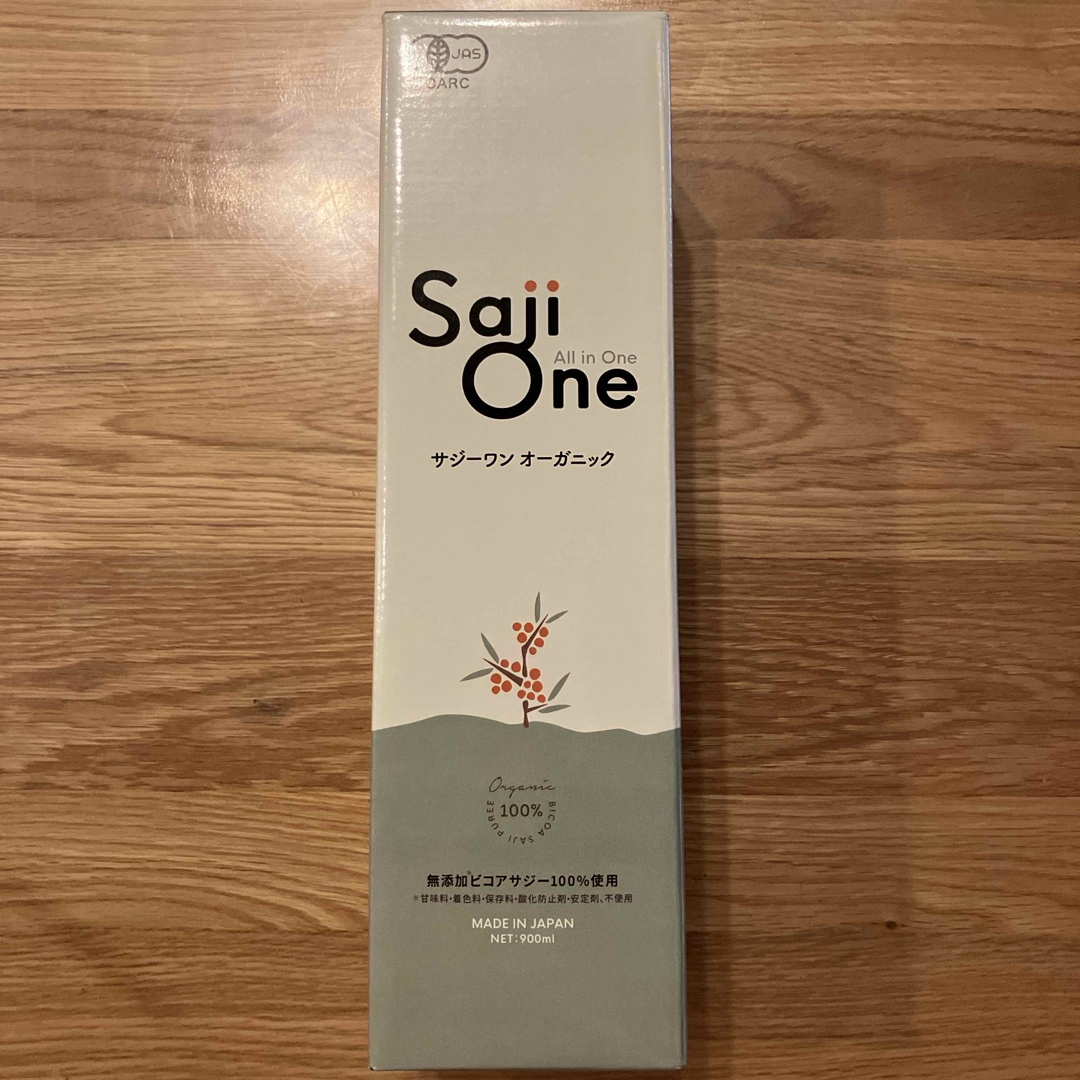 JAS
OARC
Saji
All in One
One
サジーワン オーガニック
Organic
100%
BICOA SAJI PUREE
無添加※ビコアサジー100%使用
※甘味料・着色料・保存料・酸化防止剤・安定剤、不使用
MADE IN JAPAN
NET:900ml